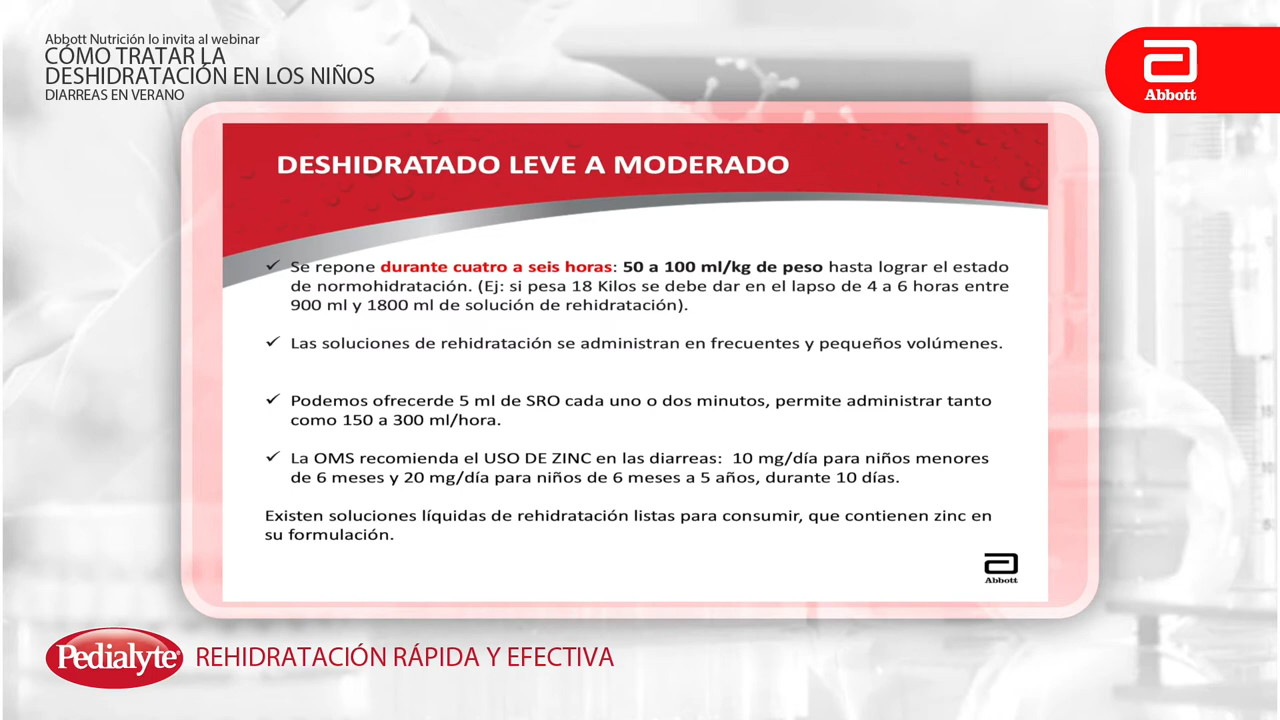 Abbott Nutrición lo invita al webinar
CÓMO TRATAR LA
DESHIDRATACIÓN EN LOS NIÑOS
DIARREAS EN VERANO
Abbott
DESHIDRATADO LEVE A MODERADO
✓ Se repone durante cuatro a seis horas: 50 a 100 ml/kg de peso hasta lograr el estado
de normohidratación. (Ej: si pesa 18 Kilos se debe dar en el lapso de 4 a 6 horas entre
900 ml y 1800 ml de solución de rehidratación).
✓ Las soluciones de rehidratación se administran en frecuentes y pequeños volúmenes.
✓ Podemos ofrecerde 5 ml de SRO cada uno o dos minutos, permite administrar tanto
como 150 a 300 ml/hora.
✓ La OMS recomienda el USO DE ZINC en las diarreas: 10 mg/día para niños menores
de 6 meses y 20 mg/día para niños de 6 meses a 5 años, durante 10 días.
Existen soluciones líquidas de rehidratación listas para consumir, que contienen zinc en
su formulación.
Abbott
Pedialyte REHIDRATACIÓN RÁPIDA Y EFECTIVA